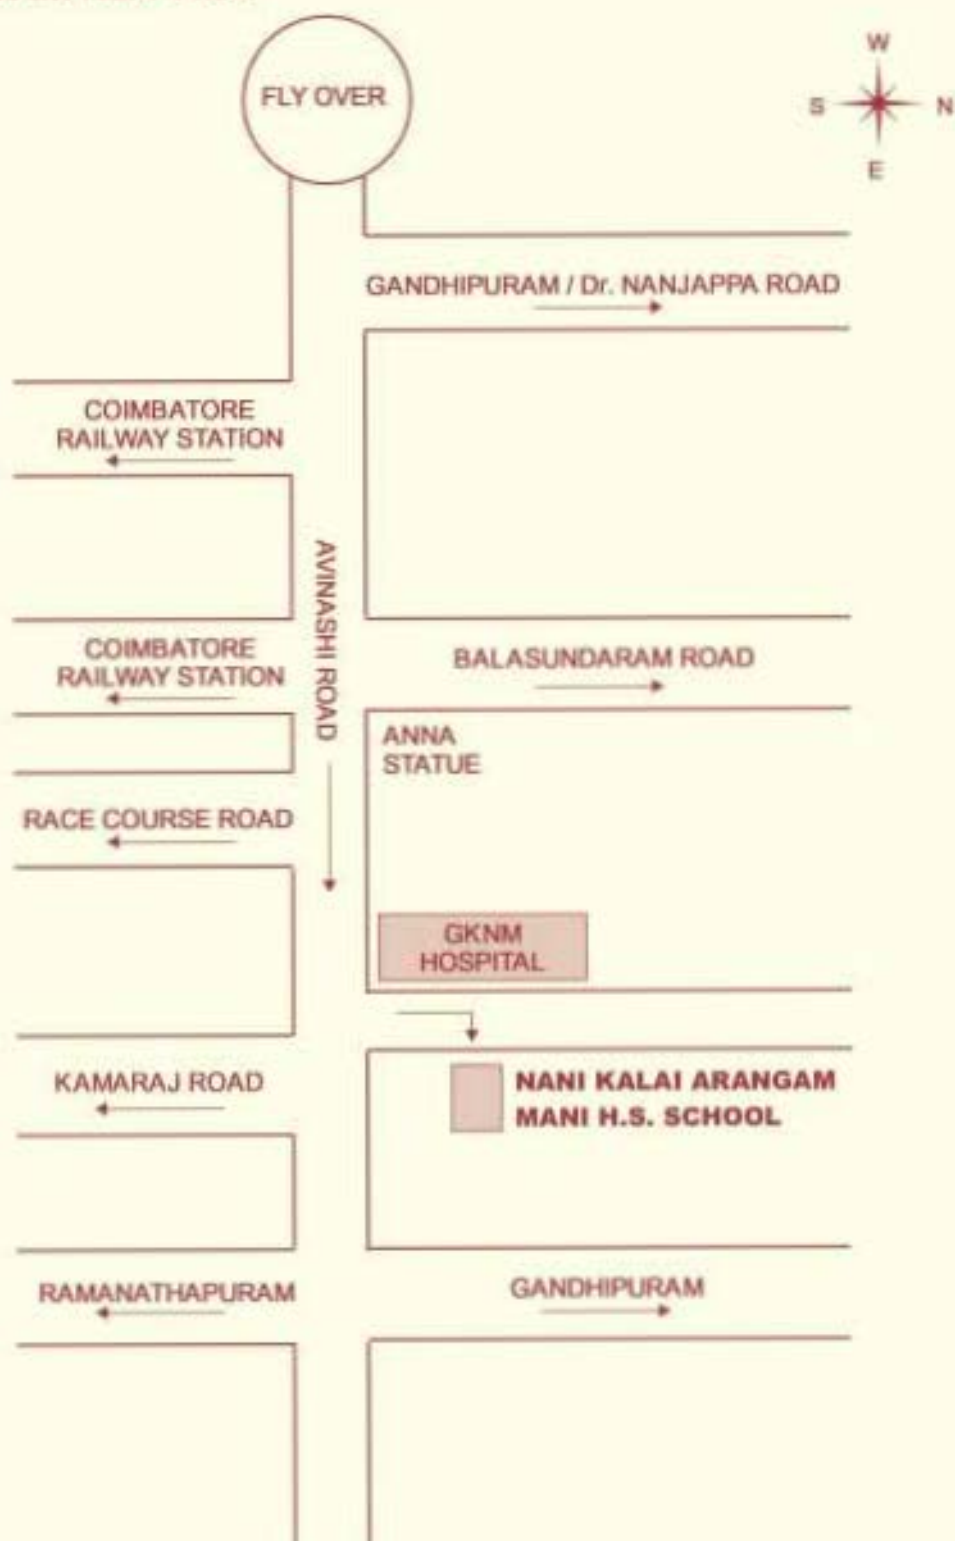 FLY OVER
W
S
N
E
GANDHIPURAM / Dr. NANJAPPA ROAD
COIMBATORE
RAILWAY STATION
AVINASHI ROAD
COIMBATORE
RAILWAY STATION
BALASUNDARAM ROAD
ANNA
STATUE
RACE COURSE ROAD
GKNM
HOSPITAL
KAMARAJ ROAD
NANI KALAI ARANGAM
MANI H.S. SCHOOL
RAMANATHAPURAM
GANDHIPURAM